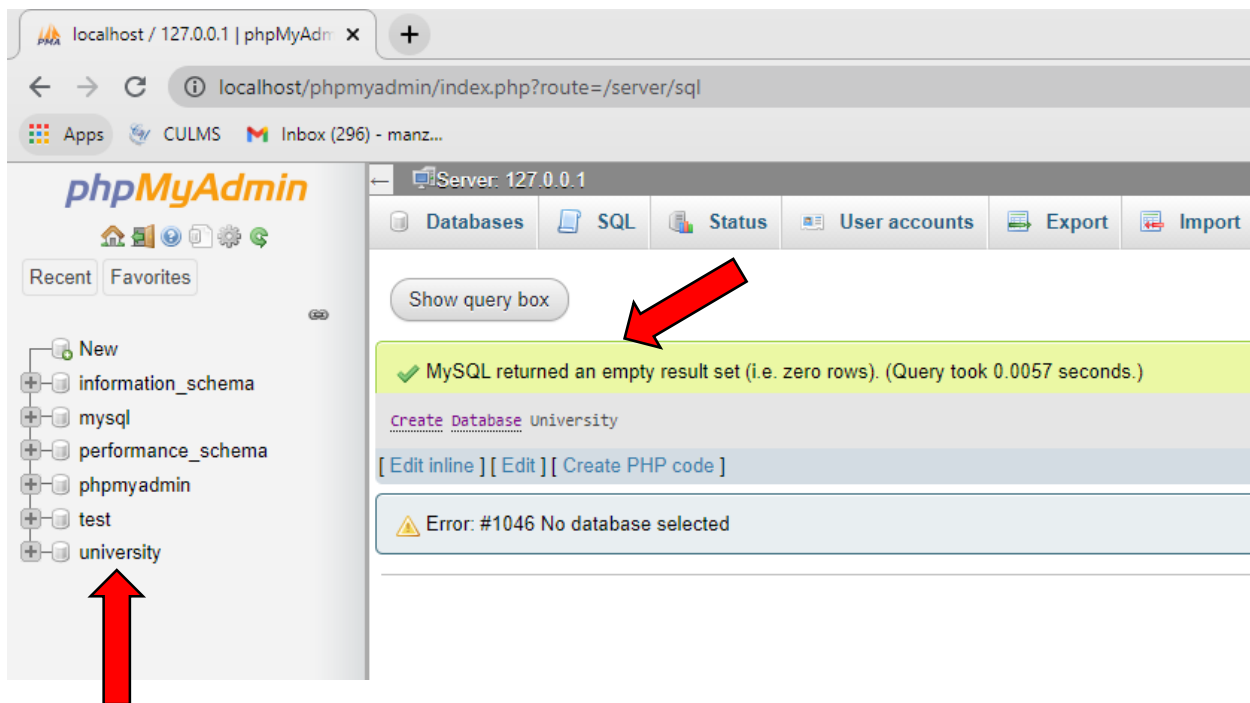 localhost / 127.0.0.1 | phpMyAdm
localhost/phpmyadmin/index.php?route=/server/sql
Apps CULMS Inbox (296) - manz...
phpMyAdmin
Recent Favorites
New
information_schema
mysql
performance_schema
phpmyadmin
test
university
Server: 127.0.0.1
Databases SQL Status User accounts Export Import
Show query box
MySQL returned an empty result set (i.e. zero rows). (Query took 0.0057 seconds.)
Create Database University
[ Edit inline ] [ Edit ] [ Create PHP code ]
Error: #1046 No database selected